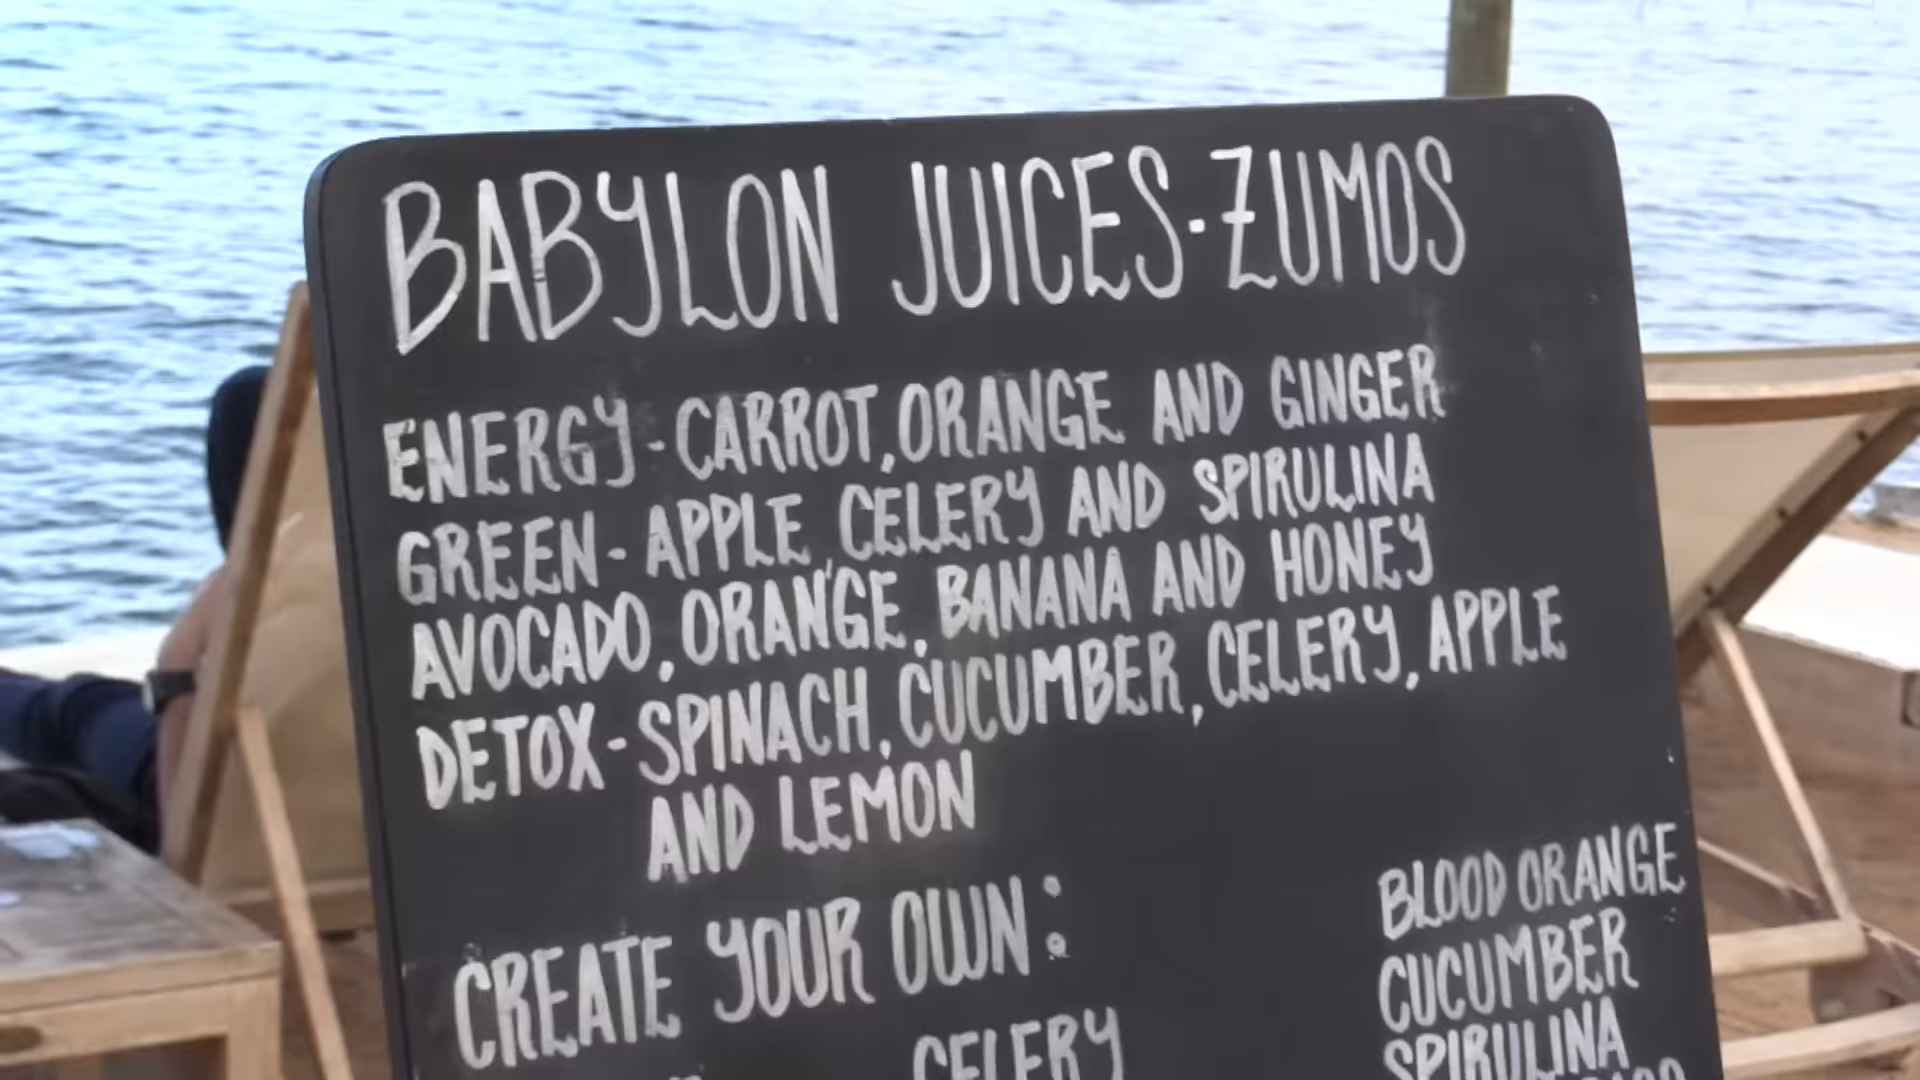 BABYLON JUICES·ZUMOS
ENERGY-CARROT,ORANGE AND GINGER
GREEN-APPLE, CELERY AND SPIRULINA
AVOCADO, ORANGE, BANANA AND HONEY
DETOX-SPINACH, CUCUMBER, CELERY, APPLE
AND LEMON
CREATE YOUR OWN:
BLOOD ORANGE
CUCUMBER
CELERY
SPIRULINA